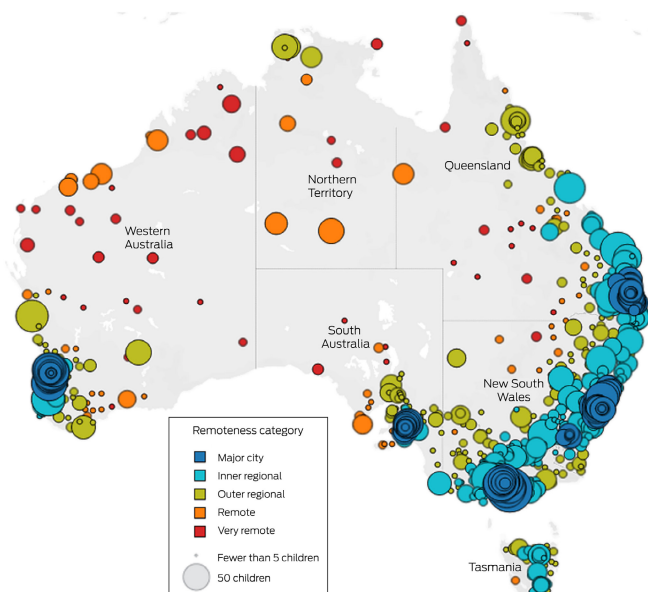 Queensland
Northern
Territory
Western
Australia
South
Australia
New South
Wales
Remoteness category
Major city
Inner regional
Outer regional
Remote
Very remote
Fewer than 5 children
50 children
Tasmania